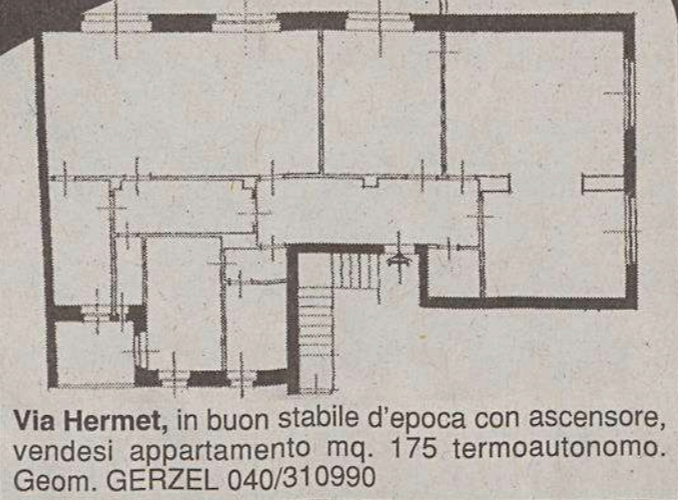 Via Hermet, in buon stabile d'epoca con ascensore,
vendesi appartamento mq. 175 termoautonomo.
Geom. GERZEL 040/310990